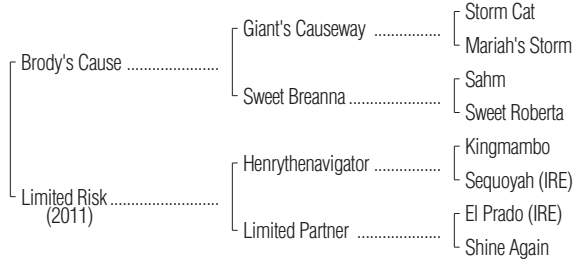 Storm Cat
Giant's Causeway ..................
Mariah's Storm
Brody's Cause .....................
Sahm
Sweet Breanna .....................
Sweet Roberta
Kingmambo
Henrythenavigator ................
Sequoyah (IRE)
Limited Risk .........................
(2011)
El Prado (IRE)
Limited Partner ...................
Shine Again